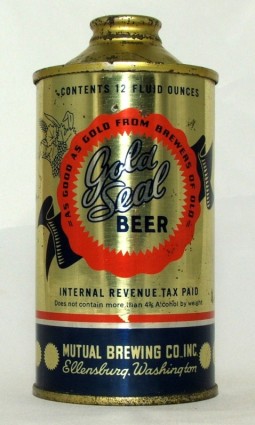 CONTENTS 12 FLUID OUNCES
"AS GOOD AS GOLD FROM BREWERS OF OLD"
Gold
Seal
BEER
INTERNAL REVENUE TAX PAID
Does not contain more than 4% Alcohol by weight
MUTUAL BREWING CO. INC.
Ellensburg, Washington